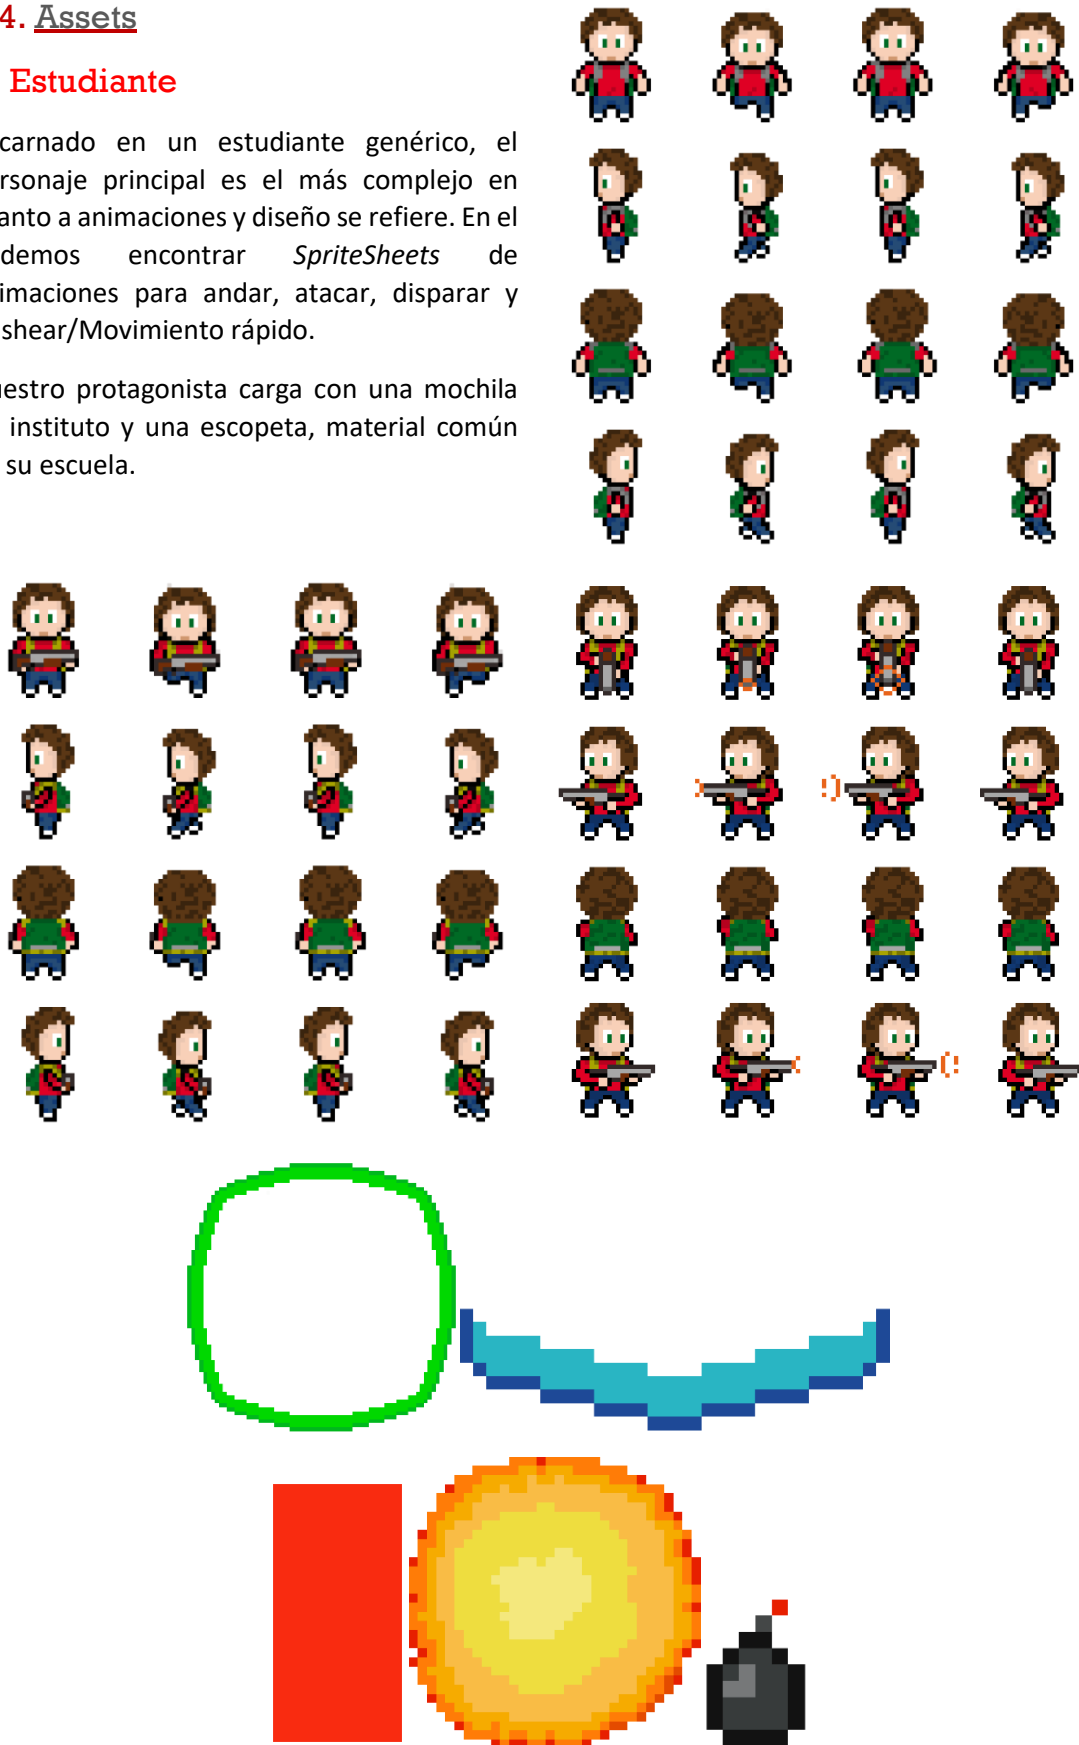 4. Assets
Estudiante
carnado en un estudiante genérico, el
rsonaje principal es el más complejo en
anto a animaciones y diseño se refiere. En el
demos encontrar SpriteSheets de
imaciones para andar, atacar, disparar y
shear/Movimiento rápido.
uestro protagonista carga con una mochila
instituto y una escopeta, material común
su escuela.